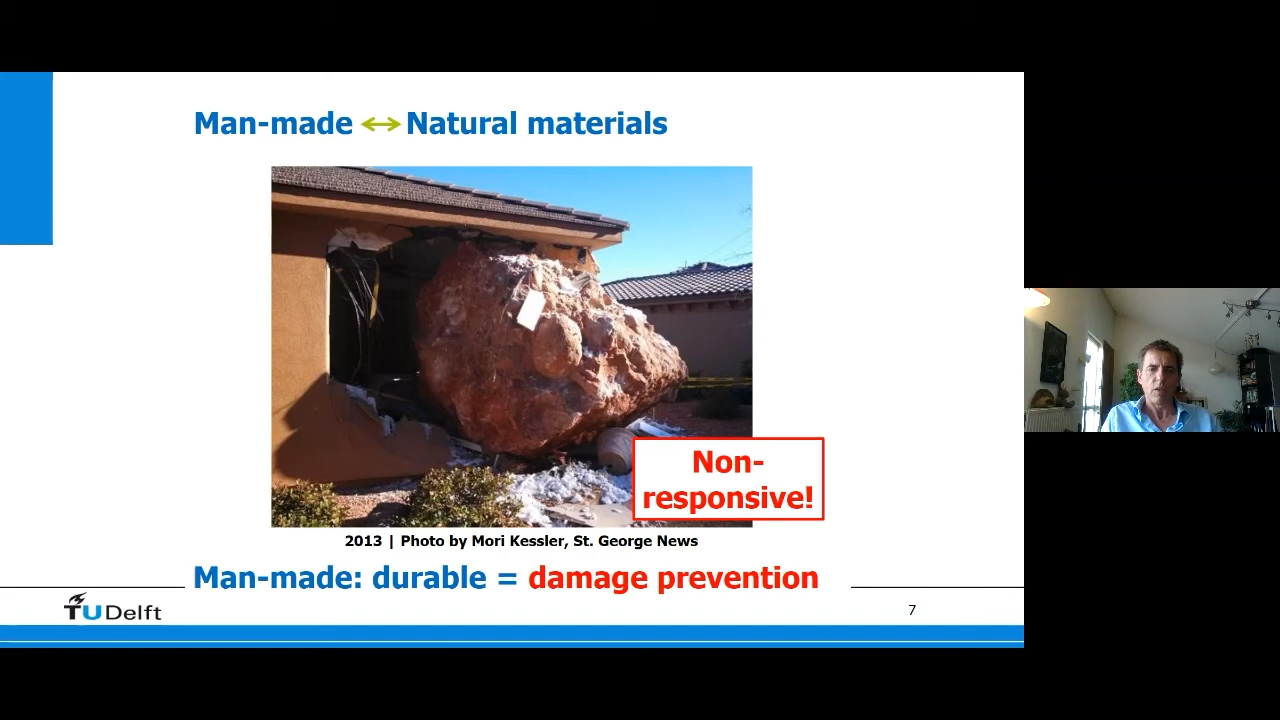 Man-made ↔ Natural materials
Non-
responsive!
2013 | Photo by Mori Kessler, St. George News
Man-made: durable = damage prevention
TUDelft
7